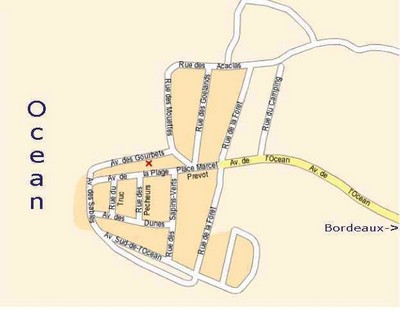 Ocean
Rue des Acacias
Rue des Mouettes
Rue des Goelands
Rue de la Foret
Rue du Camping
Av. des Gourbets
Place Marcet
Prevot
Av. de l'Ocean
Av. de l'Ocean
Av. de la Plage
Av. des Sables
Rue du Truc
Rue des Pecheurs
Rue des Sapins-Verts
Av. des Dunes
Rue de la Foret
Av. Sud-de-l'Ocean
Bordeaux->